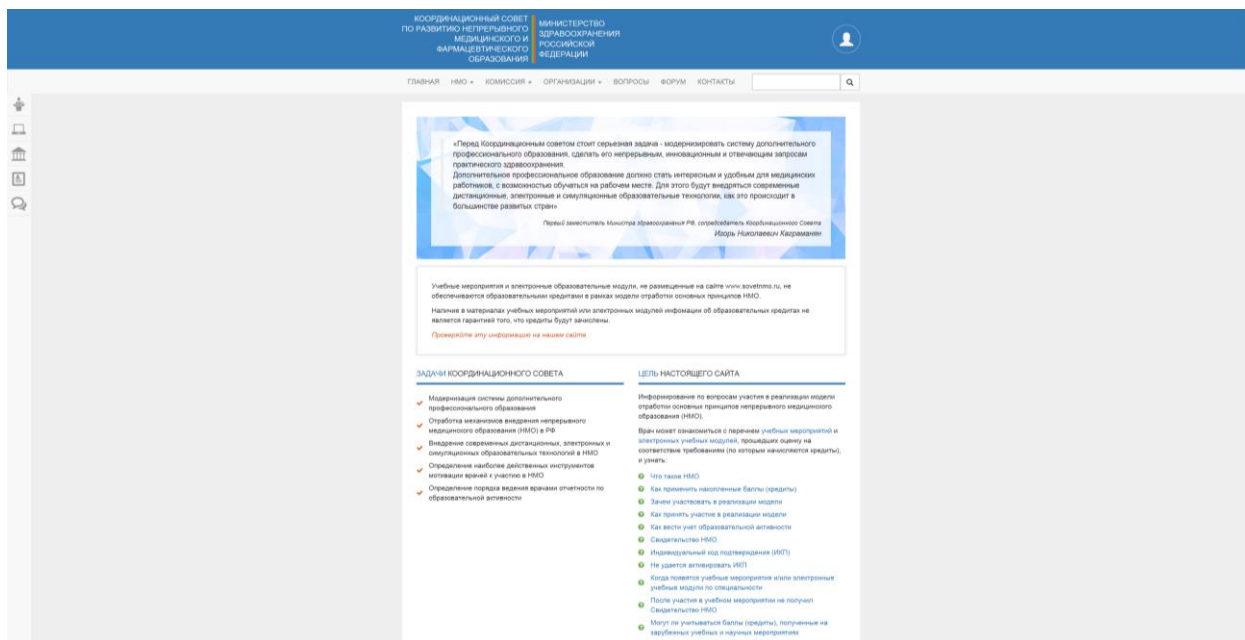 КООРДИНАЦИОННЫЙ СОВЕТ
ПО РАЗВИТИЮ НЕПРЕРЫВНОГО
МЕДИЦИНСКОГО И
ФАРМАЦЕВТИЧЕСКОГО
ОБРАЗОВАНИЯ
МИНИСТЕРСТВО
ЗДРАВООХРАНЕНИЯ
РОССИЙСКОЙ
ФЕДЕРАЦИИ
ГЛАВНАЯ НМО КОМИССИЯ ОРГАНИЗАЦИИ ВОПРОСЫ ФОРУМ КОНТАКТЫ
«Перед Координационным советом стоит серьезная задача - модернизировать систему дополнительного
профессионального образования, сделать его непрерывным, инновационным и отвечающим запросам
практического здравоохранения.
Дополнительное профессиональное образование должно стать интересным и удобным для медицинских
работников, с возможностью обучаться на рабочем месте. Для этого будут внедряться современные
дистанционные, электронные и симуляционные образовательные технологии, как это происходит в
большинстве развитых стран»
Первый заместитель Министра здравоохранения РФ, сопредседатель Координационного Совета
Игорь Николаевич Каграманян
Учебные мероприятия и электронные образовательные модули, не размещенные на сайте www.sovetnmo.ru, не
обеспечиваются образовательными кредитами в рамках модели отработки основных принципов НМО.
Наличие в материалах учебных мероприятий или электронных модулей инфомации об образовательных кредитах не
является гарантией того, что кредиты будут зачислены.
Проверяйте эту информацию на нашем сайте
ЗАДАЧИ КООРДИНАЦИОННОГО СОВЕТА
Модернизация системы дополнительного
профессионального образования
Отработка механизмов внедрения непрерывного
медицинского образования (НМО) в РФ
Внедрение современных дистанционных, электронных и
симуляционных образовательных технологий в НМО
Определение наиболее действенных инструментов
мотивации врачей к участию в НМО
Определение порядка ведения врачами отчетности по
образовательной активности
ЦЕЛЬ НАСТОЯЩЕГО САЙТА
Информирование по вопросам участия в реализации модели
отработки основных принципов непрерывного медицинского
образования (НМО).
Врач может ознакомиться с перечнем учебных мероприятий и
электронных учебных модулей, прошедших оценку на
соответствие требованиям (по которым начисляются кредиты),
и узнать:
Что такое НМО
Как применить накопленные баллы (кредиты)
Зачем участвовать в реализации модели
Как принять участие в реализации модели
Как вести учет образовательной активности
Свидетельство НМО
Индивидуальный код подтверждения (ИКП)
Не удается активировать ИКП
Когда появятся учебные мероприятия и/или электронные
учебные модули по специальности
После участия в учебном мероприятии не получил
Свидетельство НМО
Могут ли учитываться баллы (кредиты), полученные на
зарубежных учебных и научных мероприятиях